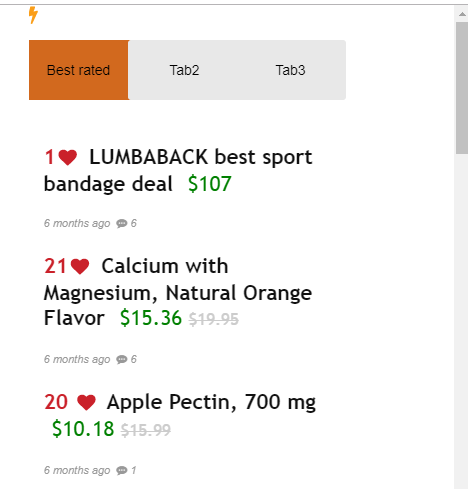 Best rated Tab2 Tab3
1 LUMBABACK best sport
bandage deal $107
6 months ago 6
21 Calcium with
Magnesium, Natural Orange
Flavor $15.36 $19.95
6 months ago 6
20 Apple Pectin, 700 mg
$10.18 $15.99
6 months ago 1